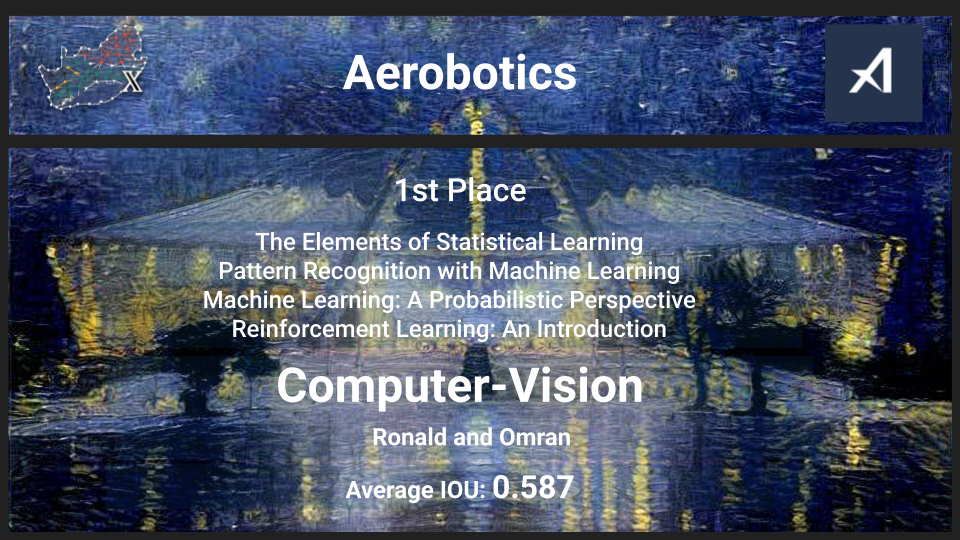 Aerobotics
X
1st Place
The Elements of Statistical Learning
Pattern Recognition with Machine Learning
Machine Learning: A Probabilistic Perspective
Reinforcement Learning: An Introduction
Computer-Vision
Ronald and Omran
Average IOU: 0.587